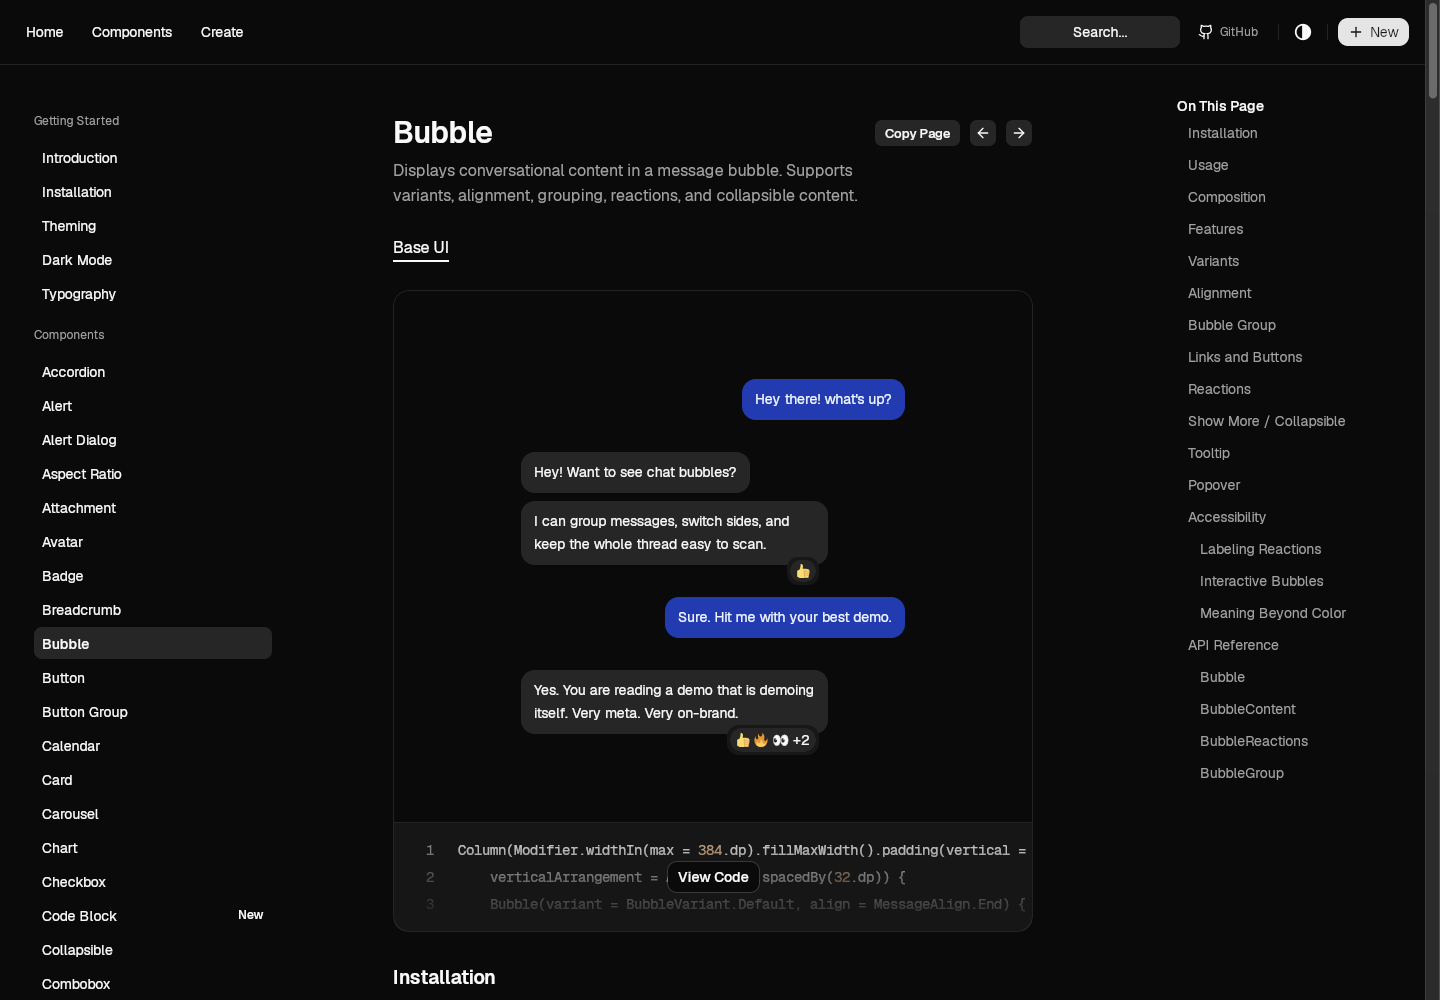 Home
Components
Create
Search...
GitHub
New
Getting Started
Introduction
Installation
Theming
Dark Mode
Typography
Components
Accordion
Alert
Alert Dialog
Aspect Ratio
Attachment
Avatar
Badge
Breadcrumb
Bubble
Button
Button Group
Calendar
Card
Carousel
Chart
Checkbox
Code Block New
Collapsible
Combobox
Bubble
Copy Page
Displays conversational content in a message bubble. Supports
variants, alignment, grouping, reactions, and collapsible content.
Base UI
Hey there! what's up?
Hey! Want to see chat bubbles?
I can group messages, switch sides, and
keep the whole thread easy to scan.
👍
Sure. Hit me with your best demo.
Yes. You are reading a demo that is demoing
itself. Very meta. Very on-brand.
👍🔥👀 +2
1 Column(Modifier.widthIn(max = 384.dp).fillMaxWidth().padding(vertical =
2 verticalArrangement = spacedBy(32.dp)) {
View Code
3 Bubble(variant = BubbleVariant.Default, align = MessageAlign.End) {
Installation
On This Page
Installation
Usage
Composition
Features
Variants
Alignment
Bubble Group
Links and Buttons
Reactions
Show More / Collapsible
Tooltip
Popover
Accessibility
Labeling Reactions
Interactive Bubbles
Meaning Beyond Color
API Reference
Bubble
BubbleContent
BubbleReactions
BubbleGroup